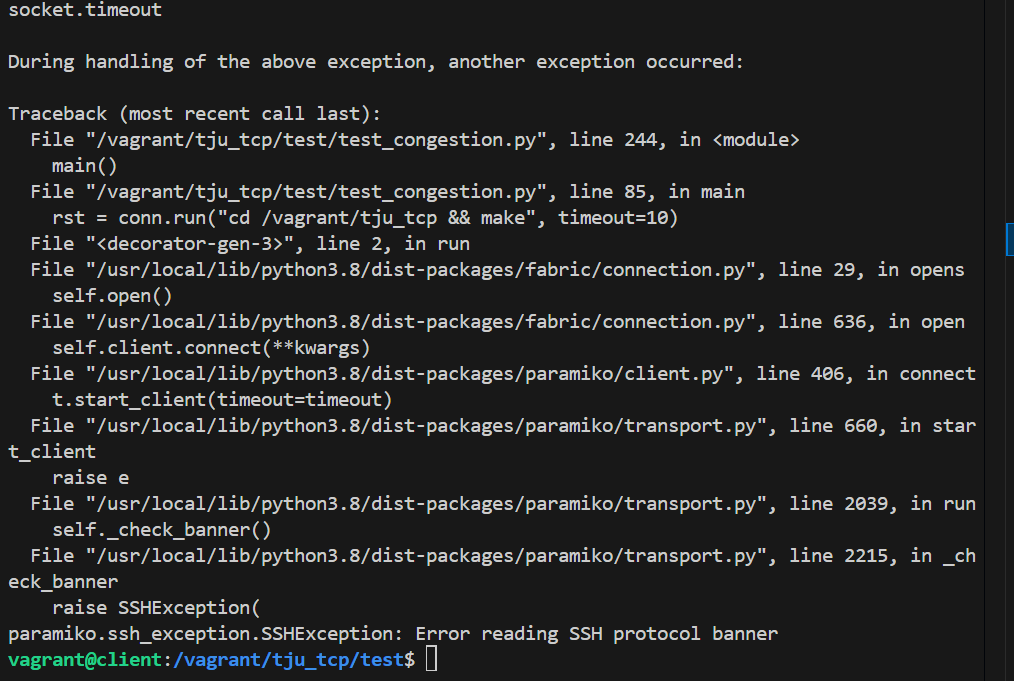 socket.timeout
During handling of the above exception, another exception occurred:
Traceback (most recent call last):
  File "/vagrant/tju_tcp/test/test_congestion.py", line 244, in <module>
    main()
  File "/vagrant/tju_tcp/test/test_congestion.py", line 85, in main
    rst = conn.run("cd /vagrant/tju_tcp && make", timeout=10)
  File "<decorator-gen-3>", line 2, in run
  File "/usr/local/lib/python3.8/dist-packages/fabric/connection.py", line 29, in opens
    self.open()
  File "/usr/local/lib/python3.8/dist-packages/fabric/connection.py", line 636, in open
    self.client.connect(**kwargs)
  File "/usr/local/lib/python3.8/dist-packages/paramiko/client.py", line 406, in connect
    t.start_client(timeout=timeout)
  File "/usr/local/lib/python3.8/dist-packages/paramiko/transport.py", line 660, in star
t_client
    raise e
  File "/usr/local/lib/python3.8/dist-packages/paramiko/transport.py", line 2039, in run
    self._check_banner()
  File "/usr/local/lib/python3.8/dist-packages/paramiko/transport.py", line 2215, in _ch
eck_banner
    raise SSHException(
paramiko.ssh_exception.SSHException: Error reading SSH protocol banner
vagrant@client:/vagrant/tju_tcp/test$